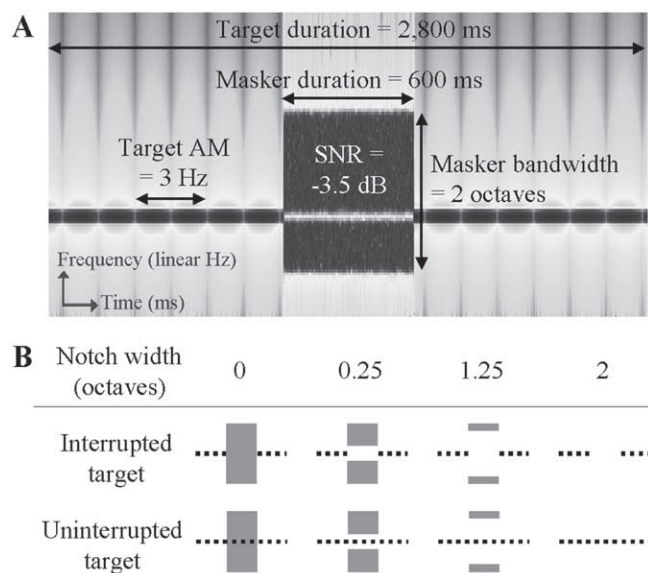 A
Target duration = 2,800 ms
Masker duration = 600 ms
Target AM
= 3 Hz
SNR =
-3.5 dB
Masker bandwidth
= 2 octaves
Frequency (linear Hz)
Time (ms)
B
Notch width
(octaves)
0 0.25 1.25 2
Interrupted
target
Uninterrupted
target